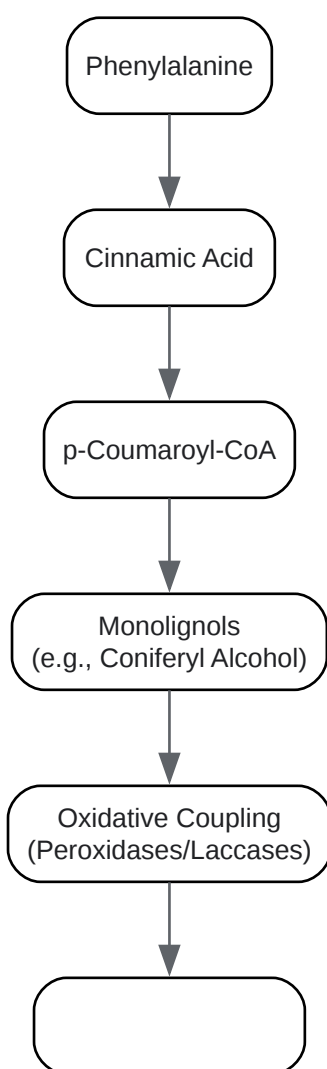 Phenylalanine
Cinnamic Acid
p-Coumaroyl-CoA
Monolignols
(e.g., Coniferyl Alcohol)
Oxidative Coupling
(Peroxidases/Laccases)